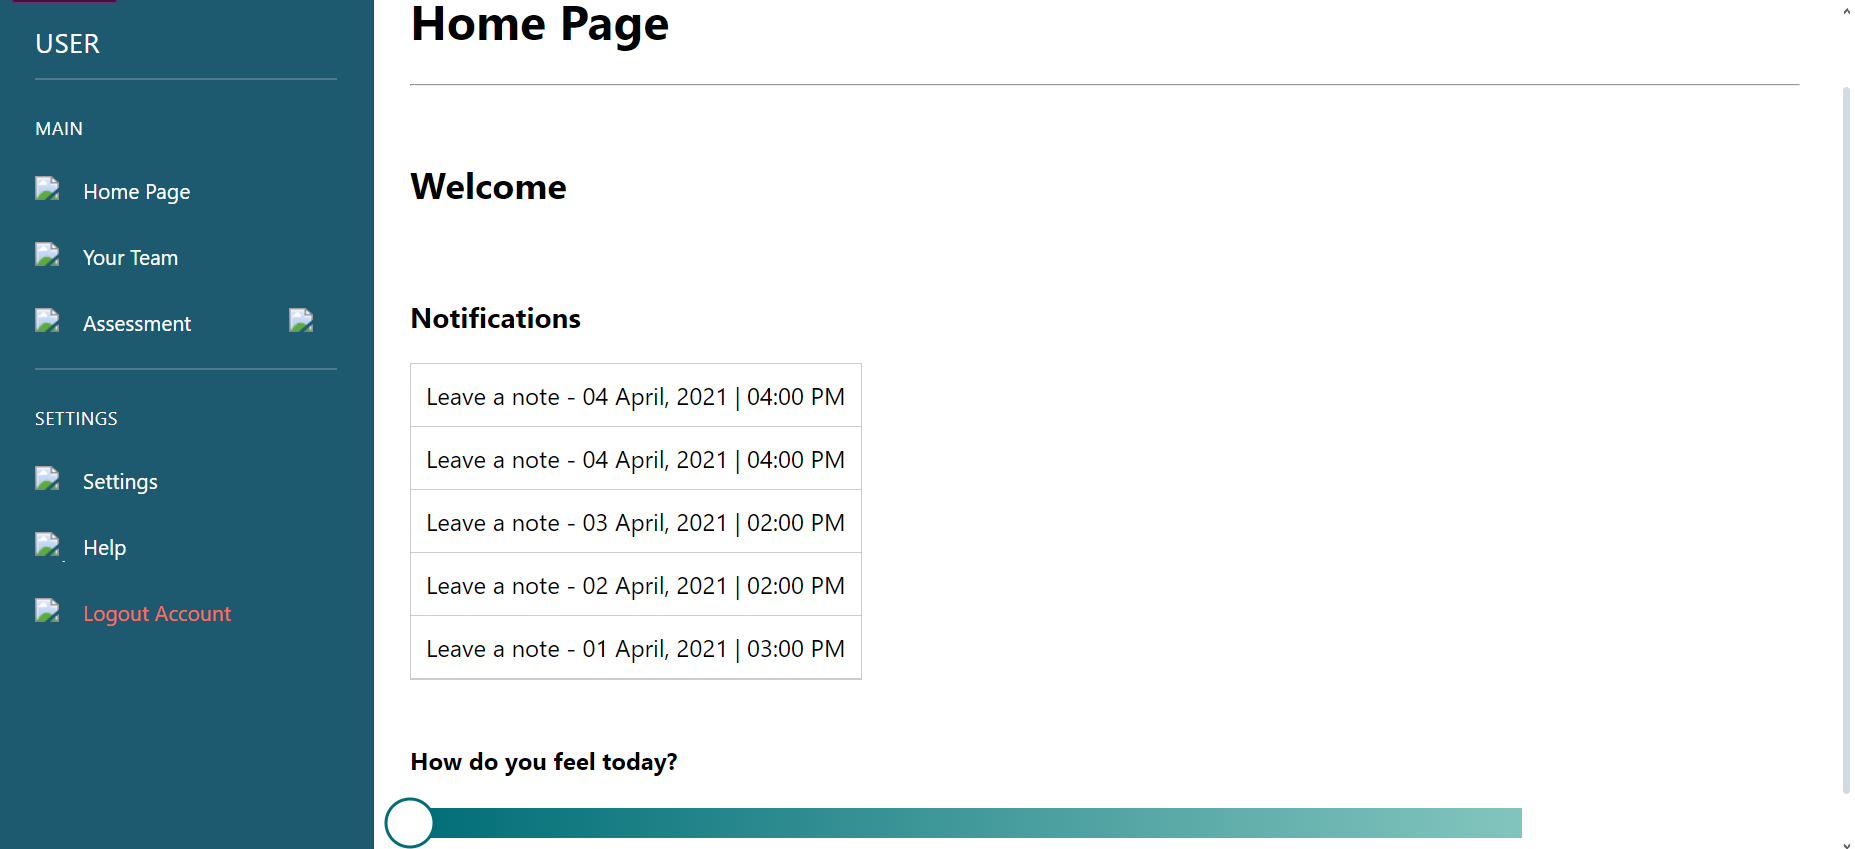 USER
MAIN
Home Page
Your Team
Assessment
SETTINGS
Settings
Help
Logout Account
Home Page
Welcome
Notifications
Leave a note - 04 April, 2021 | 04:00 PM
Leave a note - 04 April, 2021 | 04:00 PM
Leave a note - 03 April, 2021 | 02:00 PM
Leave a note - 02 April, 2021 | 02:00 PM
Leave a note - 01 April, 2021 | 03:00 PM
How do you feel today?